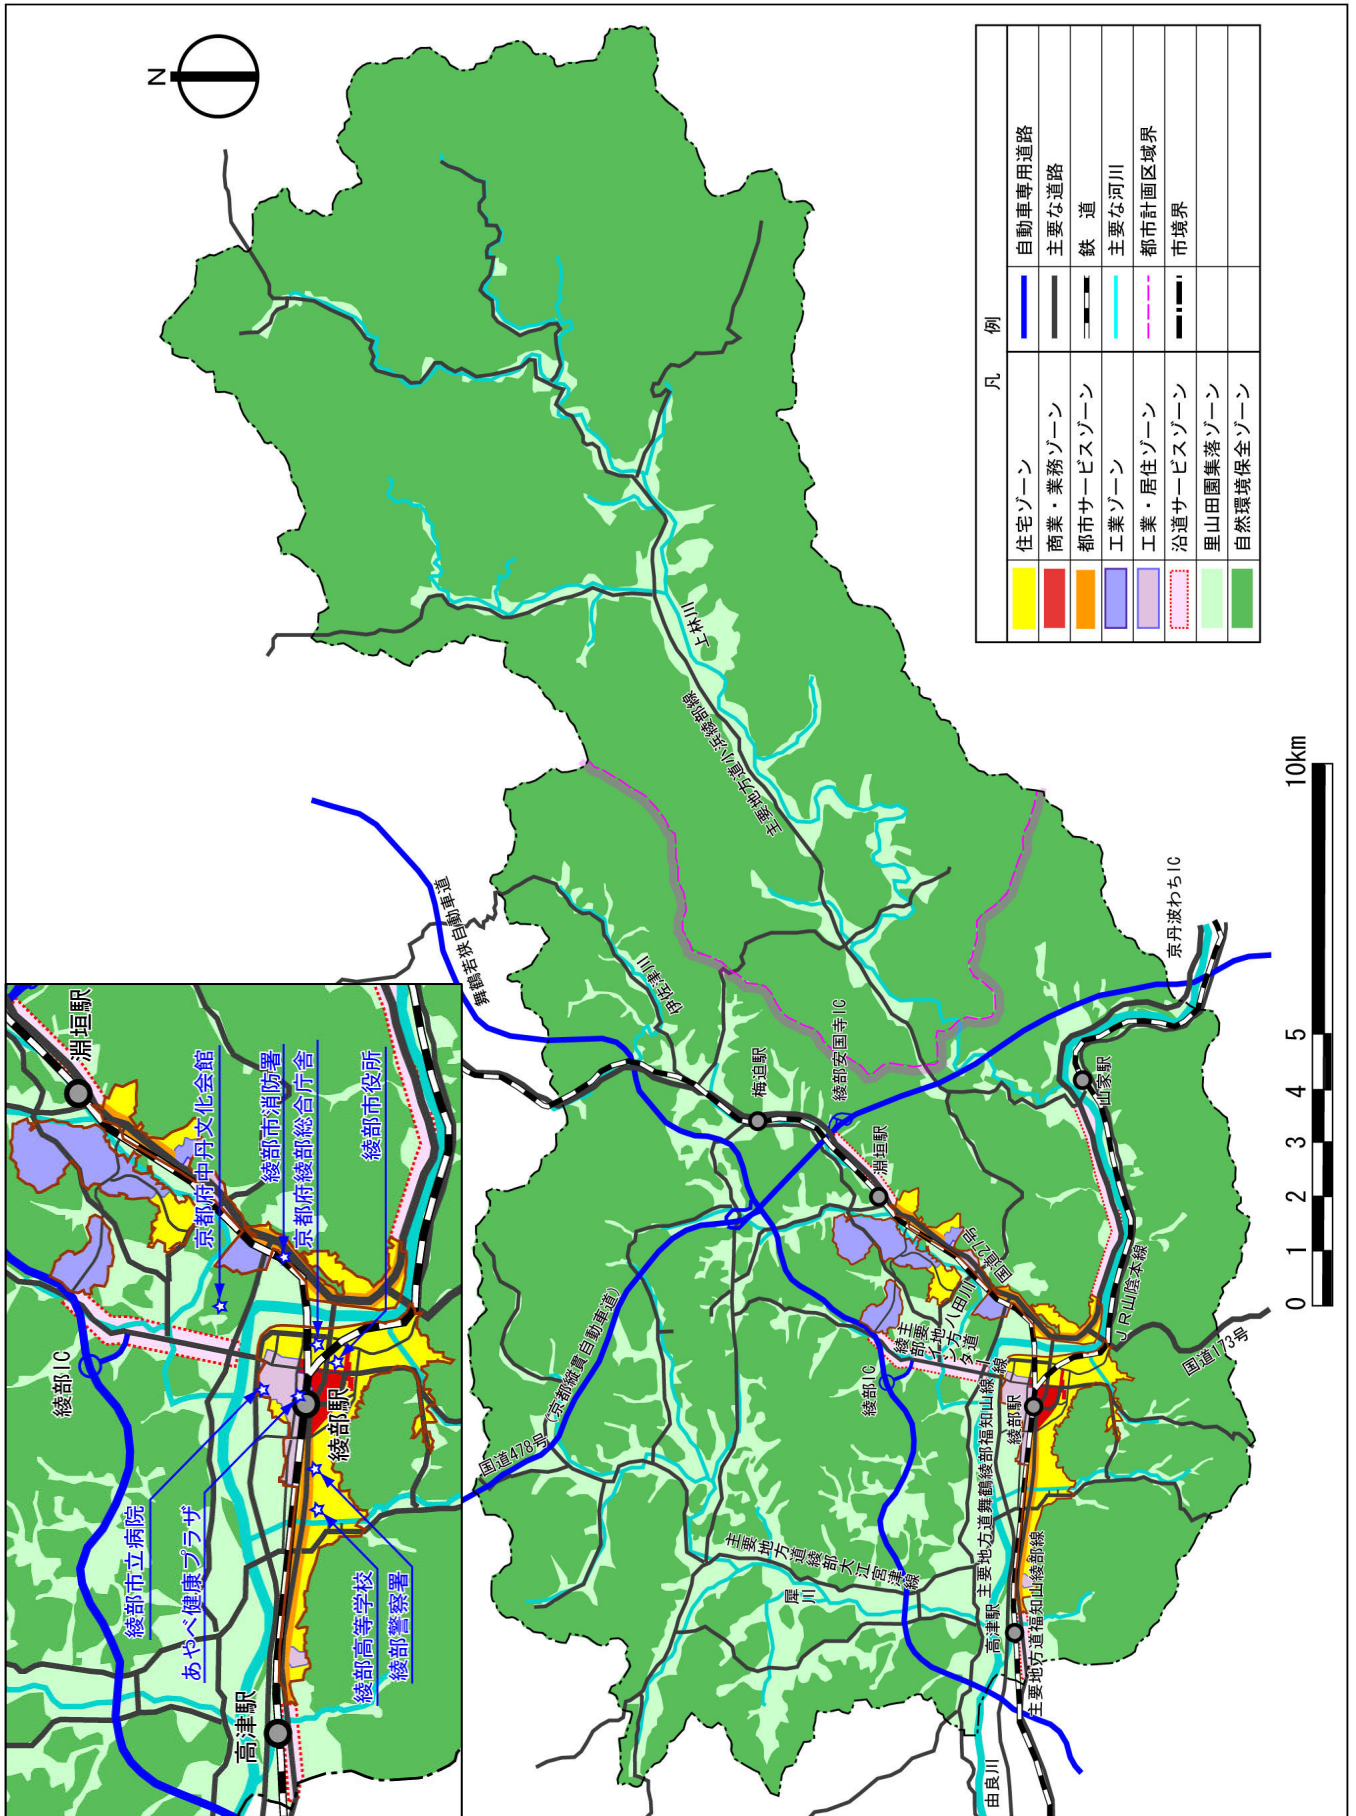 N
凡 例
住宅ゾーン
商業・業務ゾーン
都市サービスゾーン
工業ゾーン
工業・居住ゾーン
沿道サービスゾーン
里山田園集落ゾーン
自然環境保全ゾーン
自動車専用道路
主要な道路
鉄 道
主要な河川
都市計画区域界
市境界
0 1 2 3 4 5 10km
淵垣駅
京都府中丹文化会館
綾部市消防署
京都府綾部総合庁舎
綾部市役所
綾部IC
綾部駅
綾部市立病院
あやべ健康プラザ
綾部高等学校
綾部警察署
高津駅
舞鶴若狭自動車道
伊佐津川
梅迫駅
綾部安国寺IC
淵垣駅
上林川
主要地方道小浜綾部線
京丹波わちIC
山家駅
JR山陰本線
国道27号
八田川
主要地方道
綾部インター線
国道173号
国道478号（京都縦貫自動車道）
綾部IC
綾部駅
主要地方道舞鶴綾部福知山線
主要地方道綾部大江宮津線
犀川
高津駅
主要地方道福知山綾部線
由良川